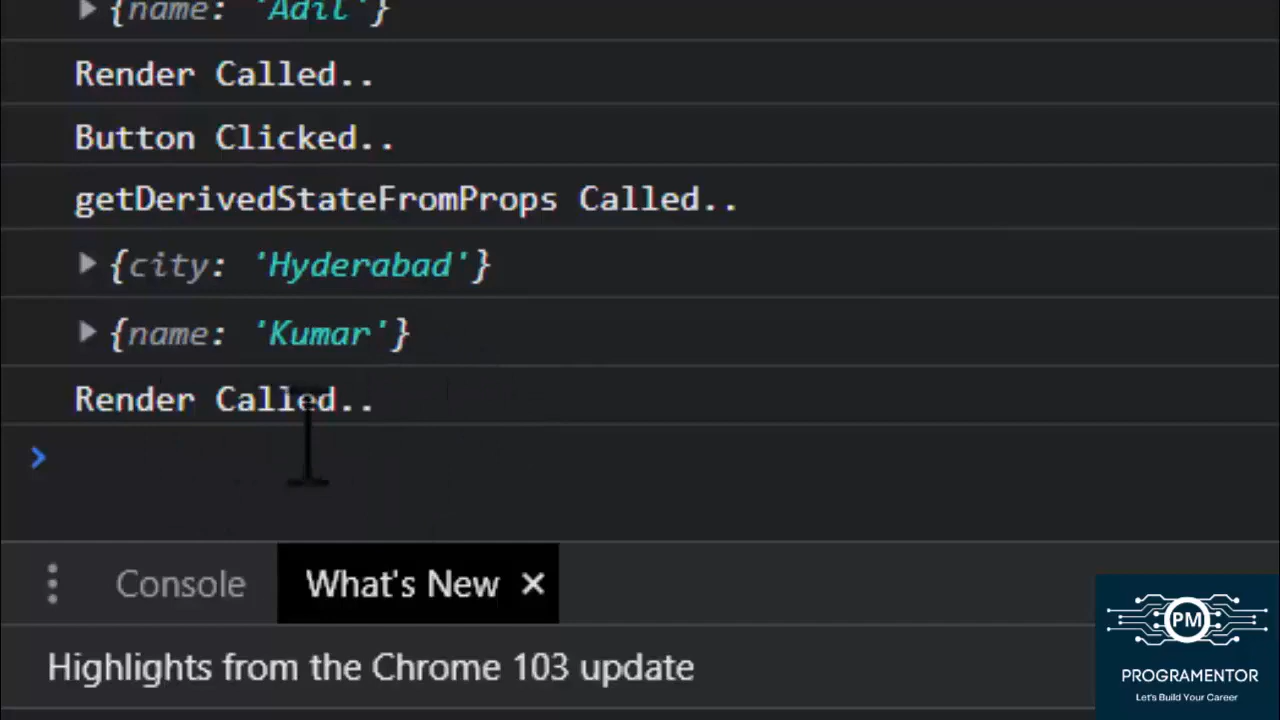 {name: 'Adil'}
Render Called..
Button Clicked..
getDerivedStateFromProps Called..
{city: 'Hyderabad'}
{name: 'Kumar'}
Render Called..
Console What's New
Highlights from the Chrome 103 update
PM
PROGRAMENTOR
Let's Build Your Career